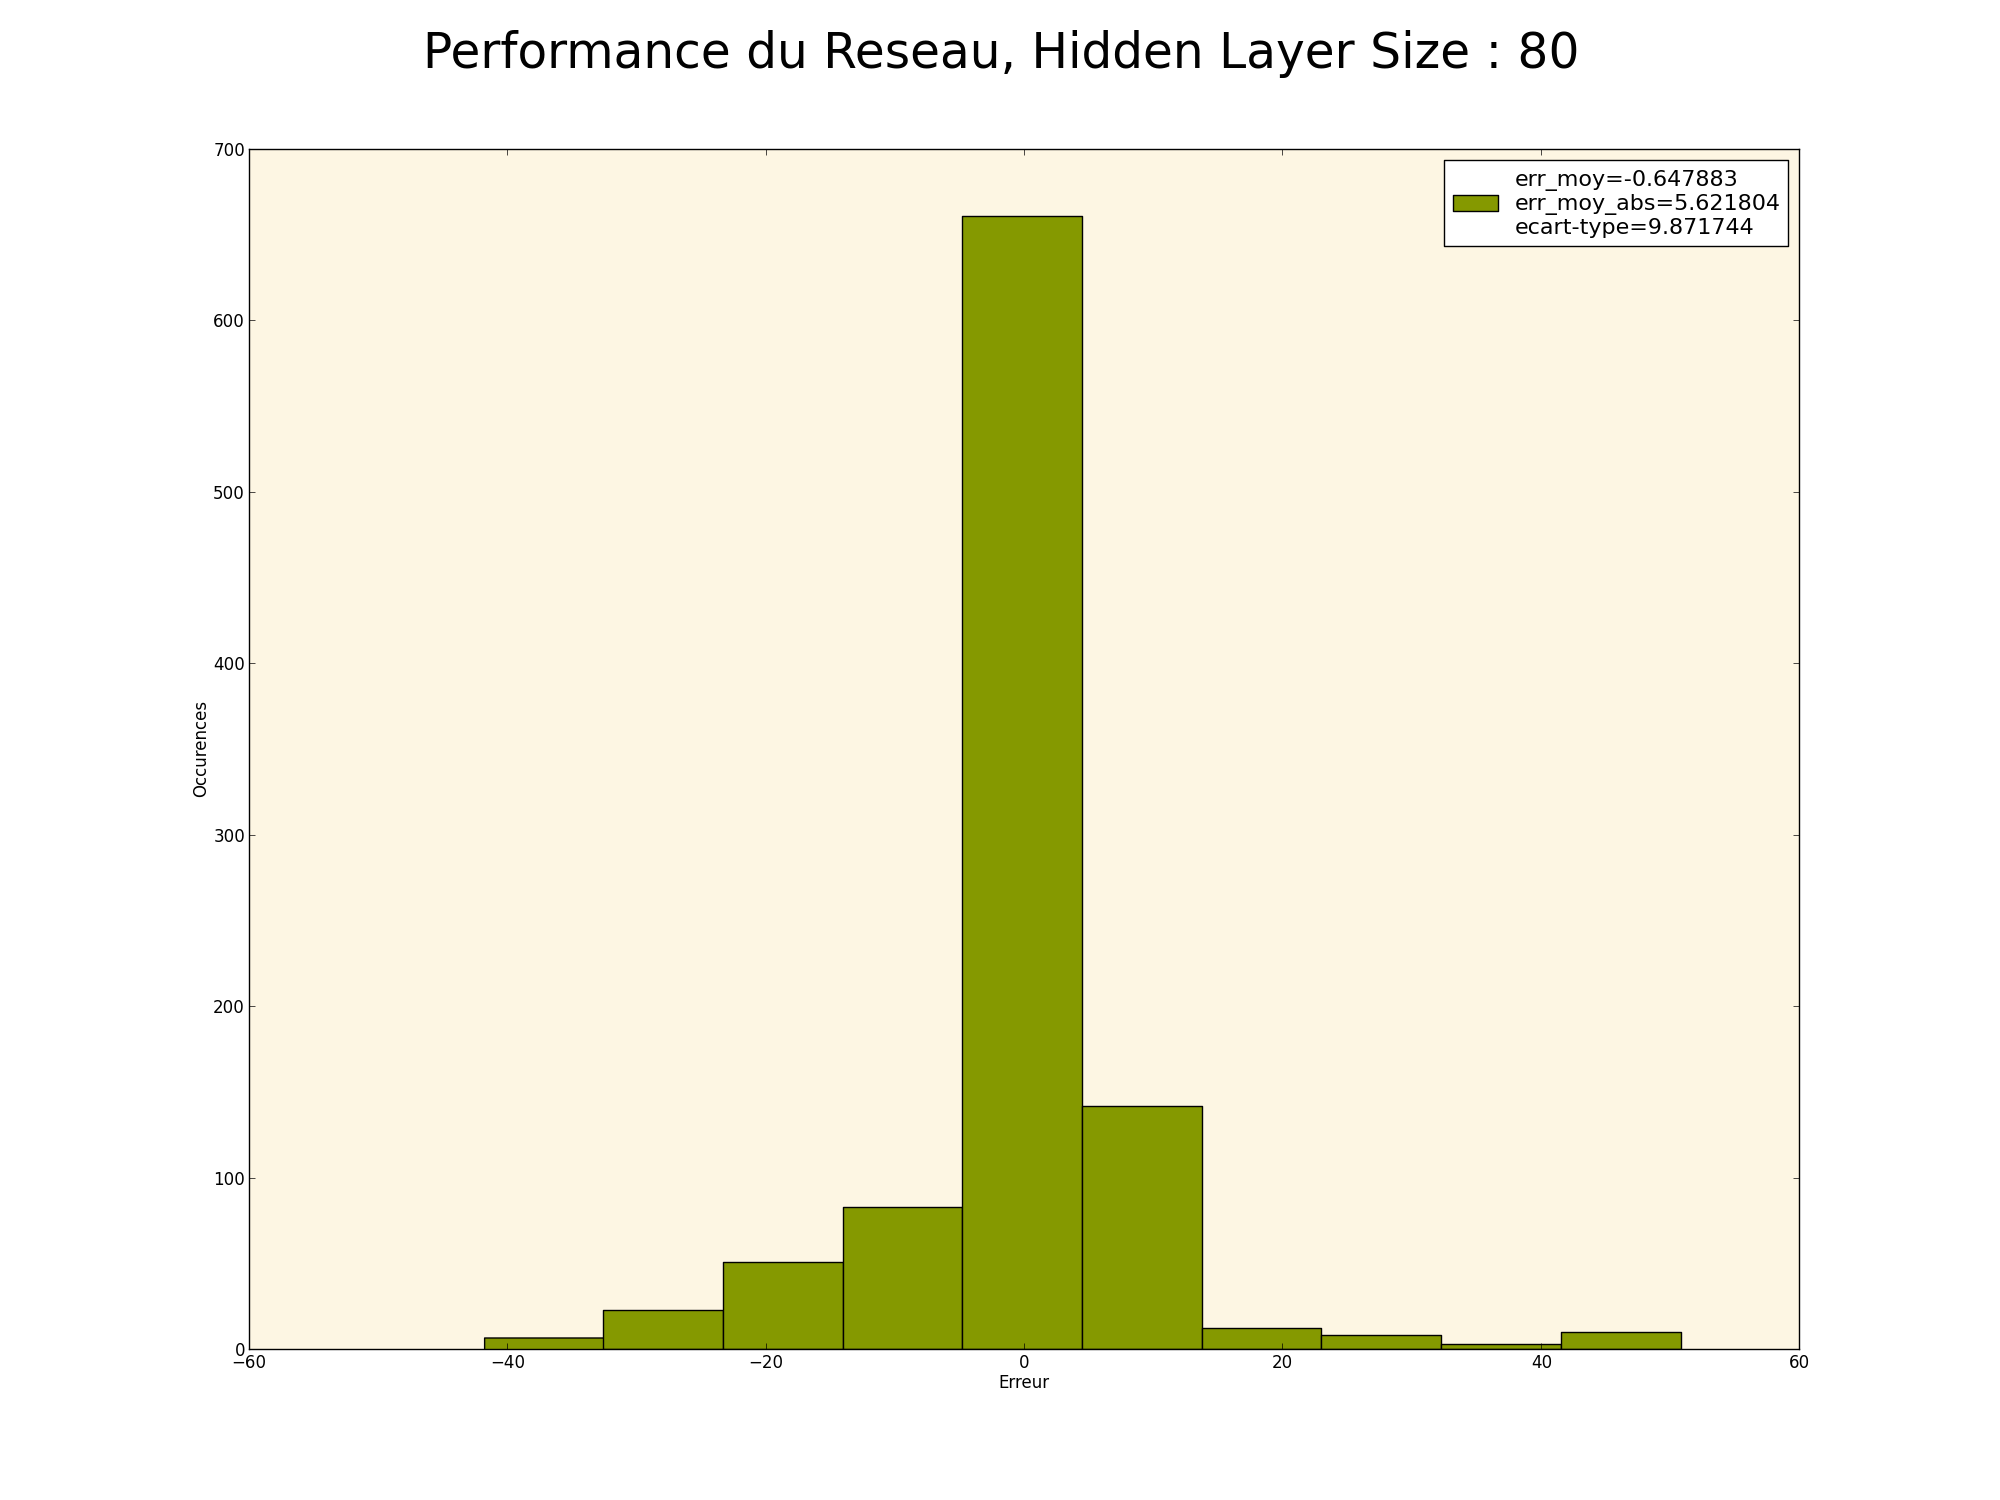 Performance du Reseau, Hidden Layer Size : 80
700
600
500
400
300
200
100
0
Occurences
err_moy=-0.647883
err_moy_abs=5.621804
ecart-type=9.871744
−60 −40 −20 0 20 40 60
Erreur